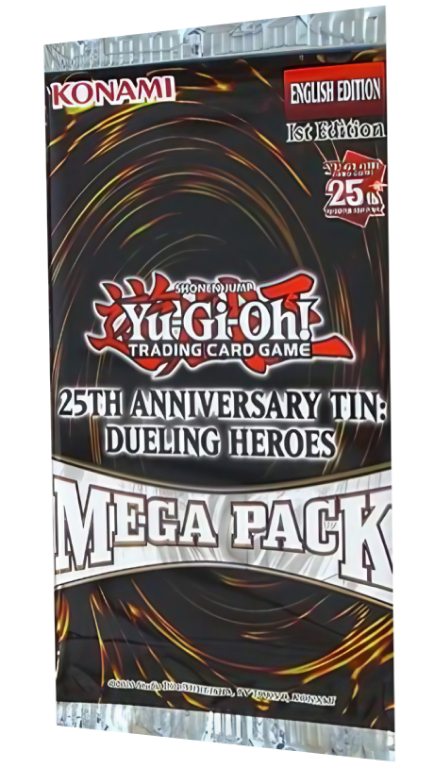 KONAMI
ENGLISH EDITION
1st Edition
25
SHONEN JUMP
Yu-Gi-Oh!
TRADING CARD GAME
25TH ANNIVERSARY TIN:
DUELING HEROES
MEGA PACK